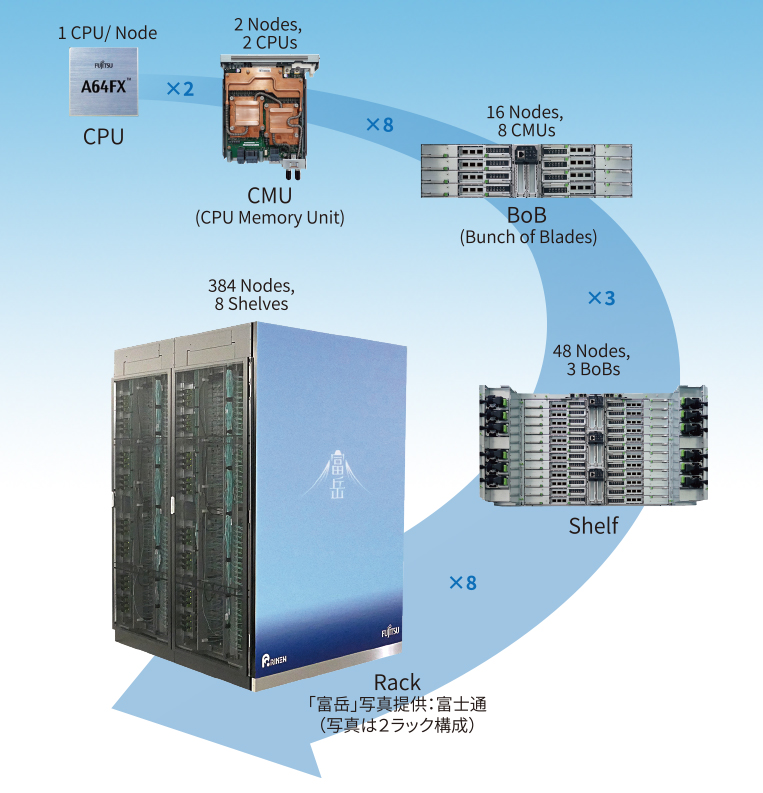 1 CPU/ Node
FUJITSU
A64FX™
CPU
×2
2 Nodes,
2 CPUs
CMU
(CPU Memory Unit)
×8
16 Nodes,
8 CMUs
BoB
(Bunch of Blades)
×3
48 Nodes,
3 BoBs
Shelf
×8
384 Nodes,
8 Shelves
富岳
FUJITSU
RIKEN
Rack
「富岳」写真提供：富士通
（写真は２ラック構成）